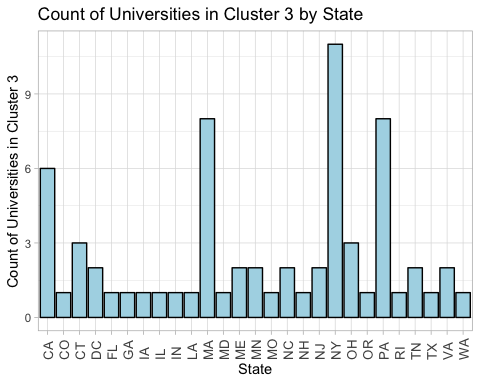 Count of Universities in Cluster 3 by State
Count of Universities in Cluster 3
9
6
3
0
CA CO CT DC FL GA IA IL IN LA MA MD ME MN MO NC NH NJ NY OH OR PA RI TN TX VA WA
State